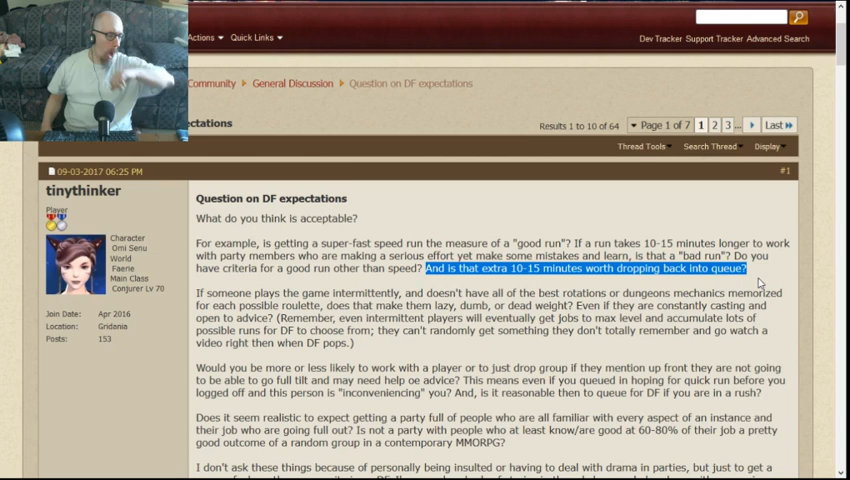 Actions Quick Links
Dev Tracker Support Tracker Advanced Search
Community General Discussion Question on DF expectations
ectations
Results 1 to 10 of 64 Page 1 of 7 1 2 3 ... Last
Thread Tools Search Thread Display
09-03-2017 06:25 PM #1
tinythinker
Player
Character
Omi Senu
World
Faerie
Main Class
Conjurer Lv 70
Join Date: Apr 2016
Location: Gridania
Posts: 153
Question on DF expectations
What do you think is acceptable?
For example, is getting a super-fast speed run the measure of a "good run"? If a run takes 10-15 minutes longer to work
with party members who are making a serious effort yet make some mistakes and learn, is that a "bad run"? Do you
have criteria for a good run other than speed? And is that extra 10-15 minutes worth dropping back into queue?
If someone plays the game intermittently, and doesn't have all of the best rotations or dungeons mechanics memorized
for each possible roulette, does that make them lazy, dumb, or dead weight? Even if they are constantly casting and
open to advice? (Remember, even intermittent players will eventually get jobs to max level and accumulate lots of
possible runs for DF to choose from; they can't randomly get something they don't totally remember and go watch a
video right then when DF pops.)
Would you be more or less likely to work with a player or to just drop group if they mention up front they are not going
to be able to go full tilt and may need help oe advice? This means even if you queued in hoping for quick run before you
logged off and this person is "inconveniencing" you? And, is it reasonable then to queue for DF if you are in a rush?
Does it seem realistic to expect getting a party full of people who are all familiar with every aspect of an instance and
their job who are going full out? Is not a party with people who at least know/are good at 60-80% of their job a pretty
good outcome of a random group in a contemporary MMORPG?
I don't ask these things because of personally being insulted or having to deal with drama in parties, but just to get a